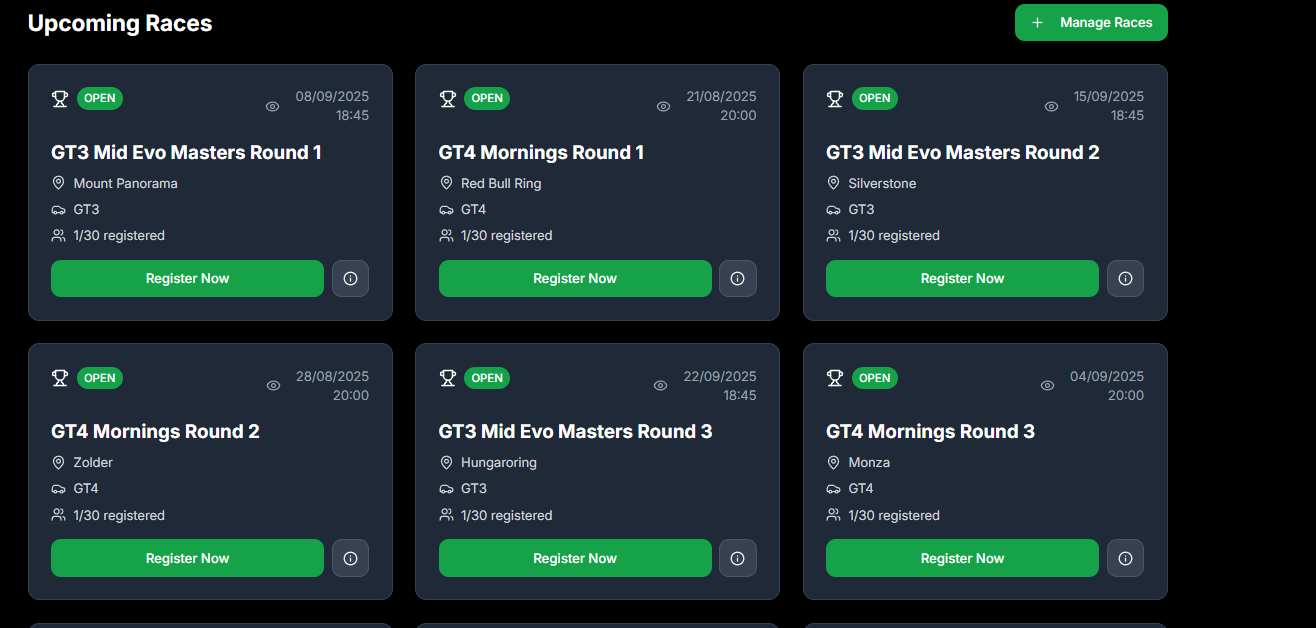 Upcoming Races
Manage Races
OPEN
08/09/2025
18:45
GT3 Mid Evo Masters Round 1
Mount Panorama
GT3
1/30 registered
Register Now
OPEN
21/08/2025
20:00
GT4 Mornings Round 1
Red Bull Ring
GT4
1/30 registered
Register Now
OPEN
15/09/2025
18:45
GT3 Mid Evo Masters Round 2
Silverstone
GT3
1/30 registered
Register Now
OPEN
28/08/2025
20:00
GT4 Mornings Round 2
Zolder
GT4
1/30 registered
Register Now
OPEN
22/09/2025
18:45
GT3 Mid Evo Masters Round 3
Hungaroring
GT3
1/30 registered
Register Now
OPEN
04/09/2025
20:00
GT4 Mornings Round 3
Monza
GT4
1/30 registered
Register Now